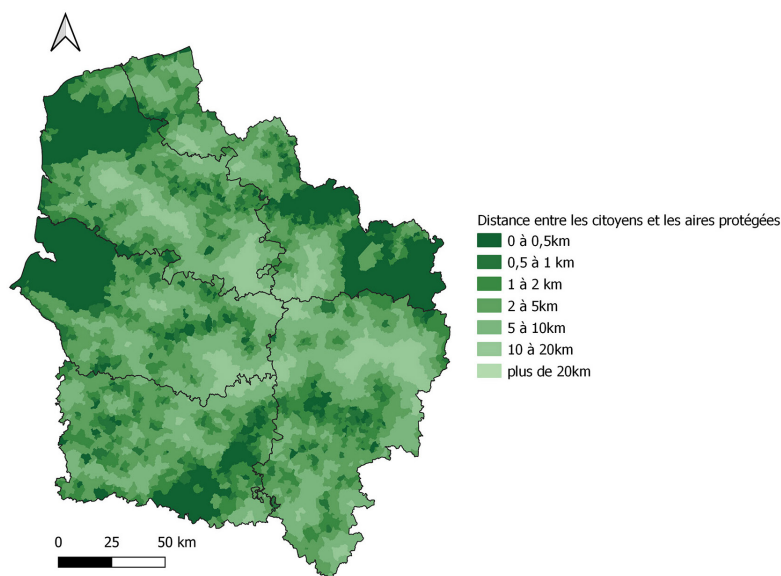 Distance entre les citoyens et les aires protégées
0 à 0,5km
0,5 à 1 km
1 à 2 km
2 à 5km
5 à 10km
10 à 20km
plus de 20km
0 25 50 km